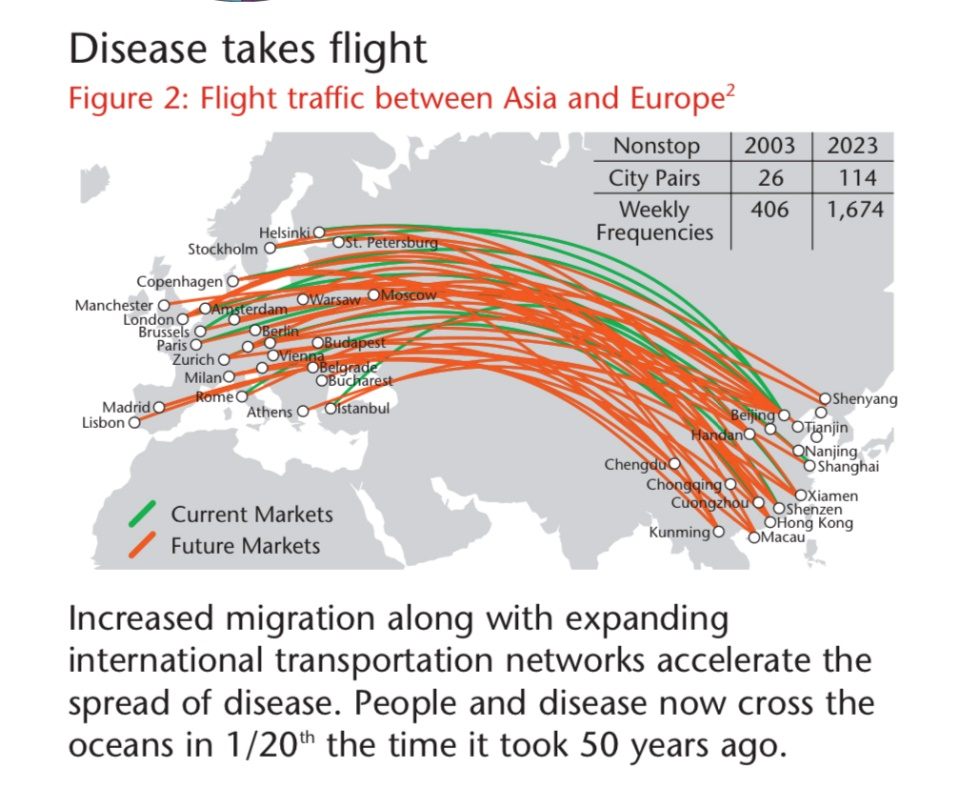 Disease takes flight
Figure 2: Flight traffic between Asia and Europe2
Nonstop 2003 2023
City Pairs 26 114
Weekly Frequencies 406 1,674
Helsinki
St. Petersburg
Stockholm
Copenhagen
Manchester
Amsterdam
Warsaw
Moscow
London
Brussels
Berlin
Paris
Budapest
Zurich
Vienna
Milan
Belgrade
Bucharest
Rome
Madrid
Athens
Istanbul
Lisbon
Shenyang
Beijing
Tianjin
Handan
Nanjing
Chengdu
Shanghai
Chongqing
Xiamen
Cuongzhou
Shenzen
Hong Kong
Kunming
Macau
Current Markets
Future Markets
Increased migration along with expanding
international transportation networks accelerate the
spread of disease. People and disease now cross the
oceans in 1/20th the time it took 50 years ago.